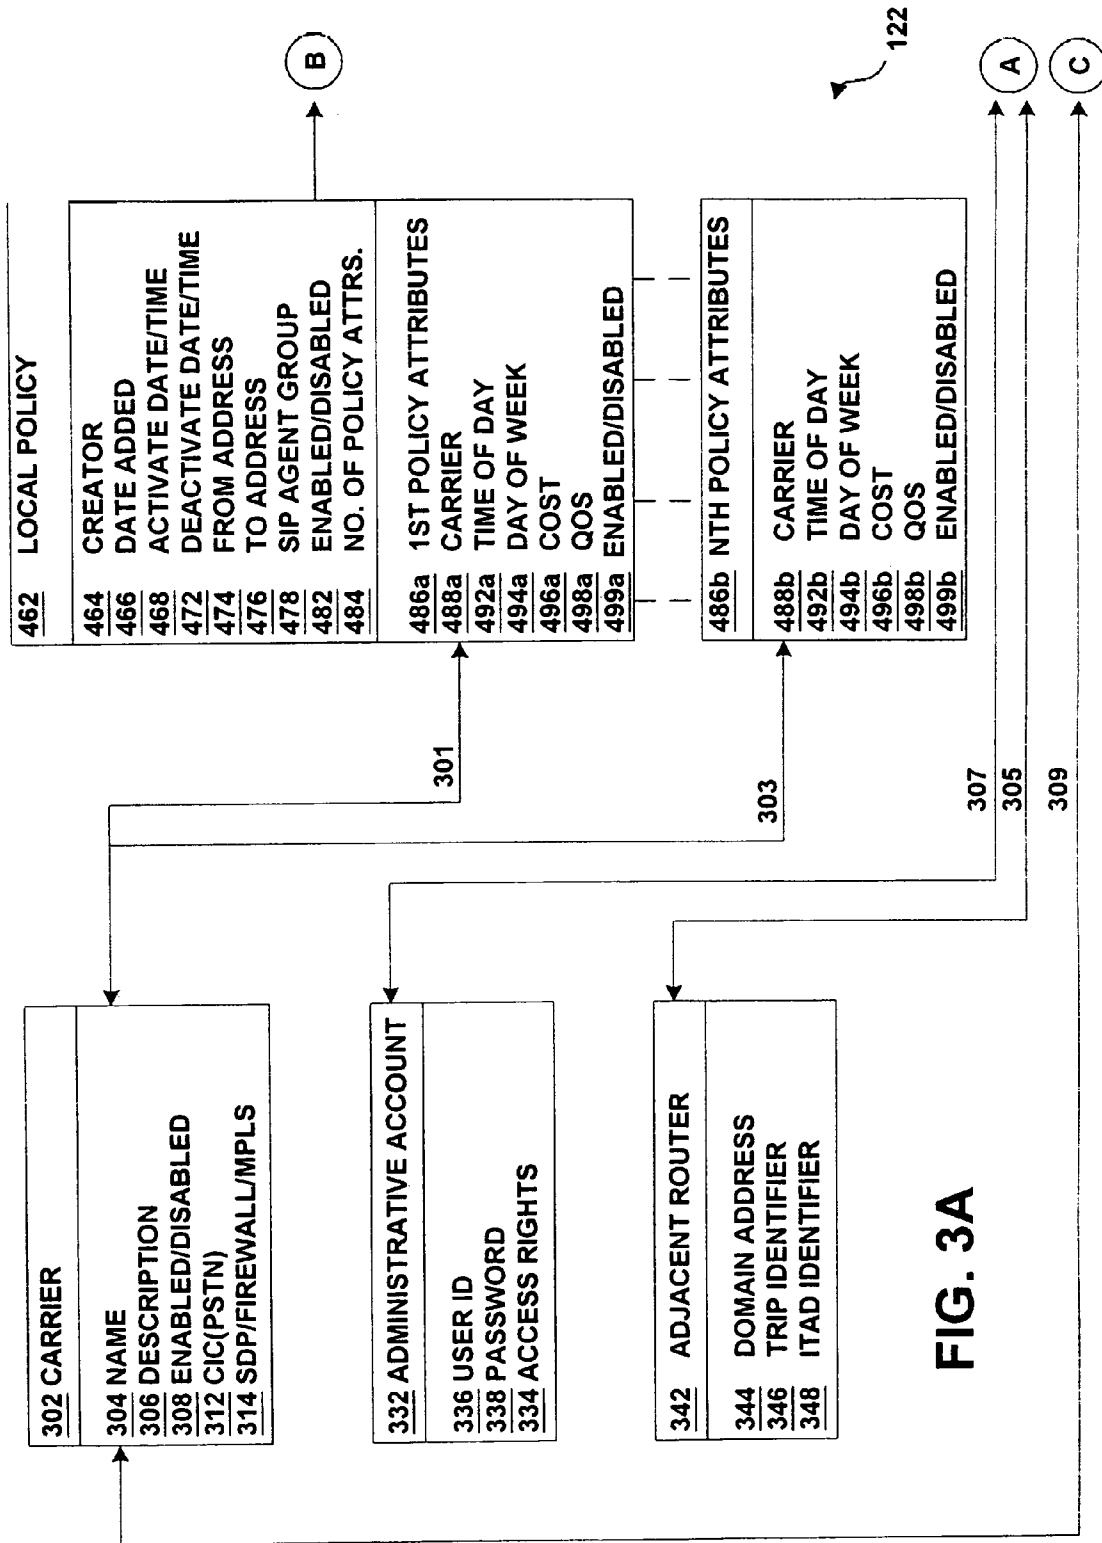 302 CARRIER
304 NAME
306 DESCRIPTION
308 ENABLED/DISABLED
312 CIC(PSTN)
314 SDP/FIREWALL/MPLS
332 ADMINISTRATIVE ACCOUNT
336 USER ID
338 PASSWORD
334 ACCESS RIGHTS
342 ADJACENT ROUTER
344 DOMAIN ADDRESS
346 TRIP IDENTIFIER
348 ITAD IDENTIFIER
301
303
307
305
309
462 LOCAL POLICY
464 CREATOR
466 DATE ADDED
468 ACTIVATE DATE/TIME
472 DEACTIVATE DATE/TIME
474 FROM ADDRESS
476 TO ADDRESS
478 SIP AGENT GROUP
482 ENABLED/DISABLED
484 NO. OF POLICY ATTRS.
486a 1ST POLICY ATTRIBUTES
488a CARRIER
492a TIME OF DAY
494a DAY OF WEEK
496a COST
498a QOS
499a ENABLED/DISABLED
486b NTH POLICY ATTRIBUTES
488b CARRIER
492b TIME OF DAY
494b DAY OF WEEK
496b COST
498b QOS
499b ENABLED/DISABLED
B
122
A
C
FIG. 3A